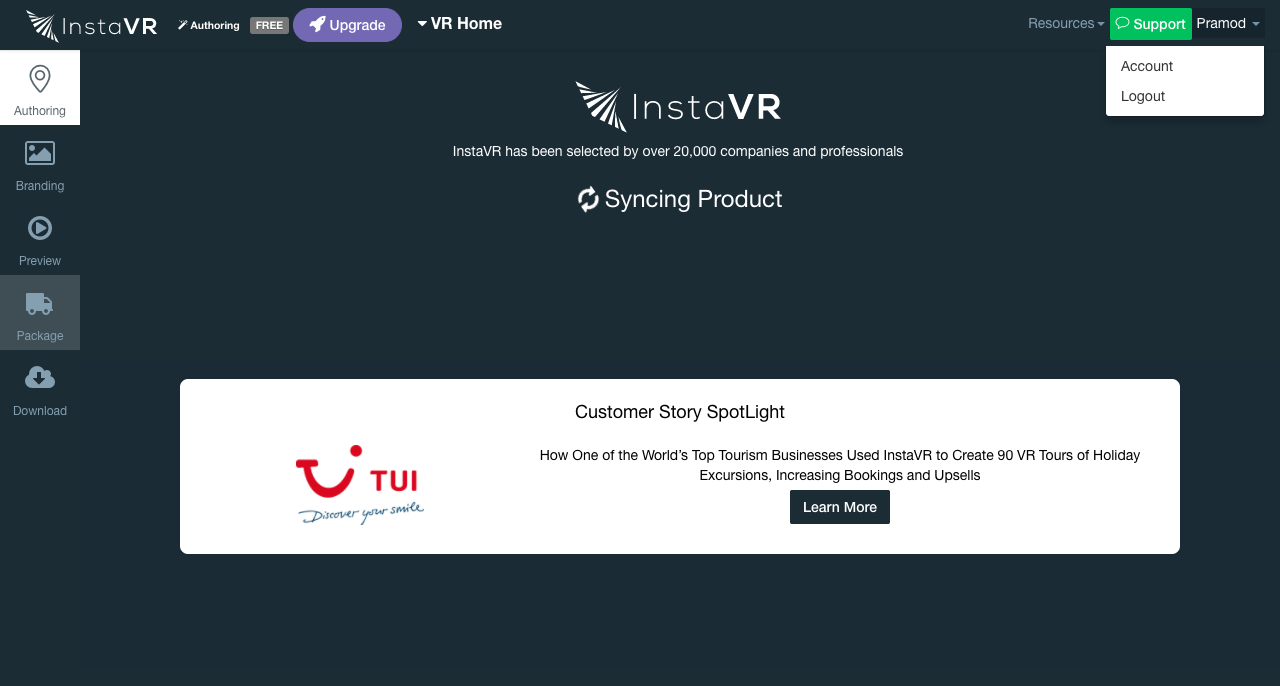 InstaVR
Authoring FREE Upgrade VR Home
Resources Support Pramod
Account
Logout
Authoring
Branding
Preview
Package
Download
InstaVR
InstaVR has been selected by over 20,000 companies and professionals
Syncing Product
Customer Story SpotLight
TUI
Discover your smile
How One of the World’s Top Tourism Businesses Used InstaVR to Create 90 VR Tours of Holiday
Excursions, Increasing Bookings and Upsells
Learn More